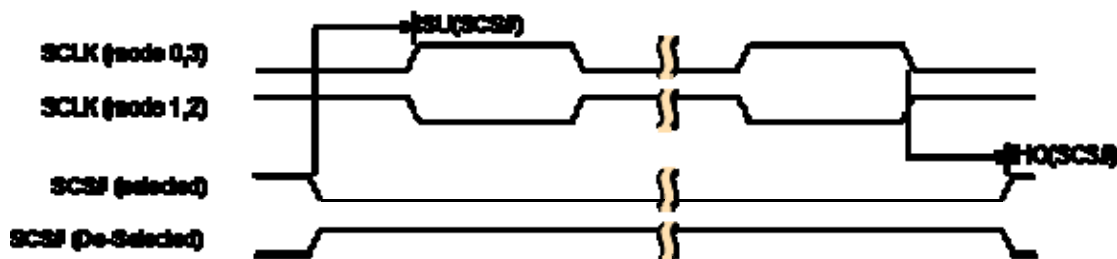 tSU(SCS#)
SCLK (mode 0,3)
SCLK (mode 1,2)
tHO(SCS#)
SCS# (selected)
SCS# (De-Selected)